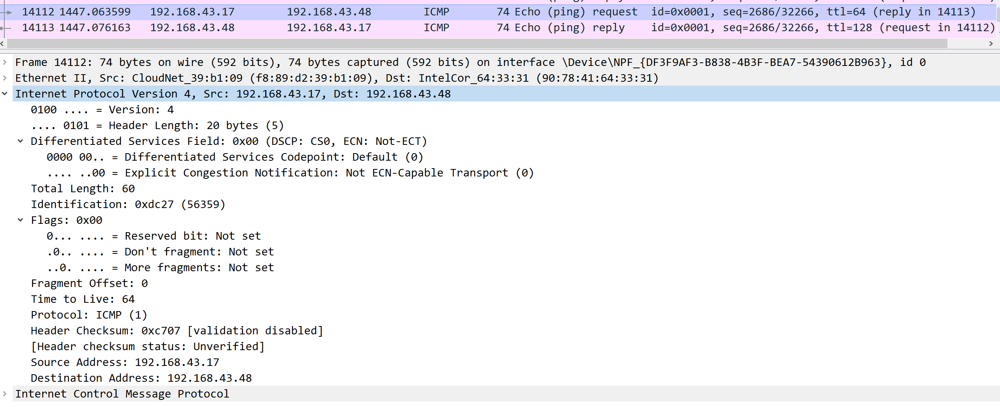 14112 1447.063599 192.168.43.17 192.168.43.48 ICMP 74 Echo (ping) request id=0x0001, seq=2686/32266, ttl=64 (reply in 14113)
14113 1447.076163 192.168.43.48 192.168.43.17 ICMP 74 Echo (ping) reply id=0x0001, seq=2686/32266, ttl=128 (request in 14112)
Frame 14112: 74 bytes on wire (592 bits), 74 bytes captured (592 bits) on interface \Device\NPF_{DF3F9AF3-B838-4B3F-BEA7-54390612B963}, id 0
Ethernet II, Src: CloudNet_39:b1:09 (f8:89:d2:39:b1:09), Dst: IntelCor_64:33:31 (90:78:41:64:33:31)
Internet Protocol Version 4, Src: 192.168.43.17, Dst: 192.168.43.48
0100 .... = Version: 4
.... 0101 = Header Length: 20 bytes (5)
Differentiated Services Field: 0x00 (DSCP: CS0, ECN: Not-ECT)
0000 00.. = Differentiated Services Codepoint: Default (0)
.... ..00 = Explicit Congestion Notification: Not ECN-Capable Transport (0)
Total Length: 60
Identification: 0xdc27 (56359)
Flags: 0x00
0... .... = Reserved bit: Not set
.0.. .... = Don't fragment: Not set
..0. .... = More fragments: Not set
Fragment Offset: 0
Time to Live: 64
Protocol: ICMP (1)
Header Checksum: 0xc707 [validation disabled]
[Header checksum status: Unverified]
Source Address: 192.168.43.17
Destination Address: 192.168.43.48
Internet Control Message Protocol